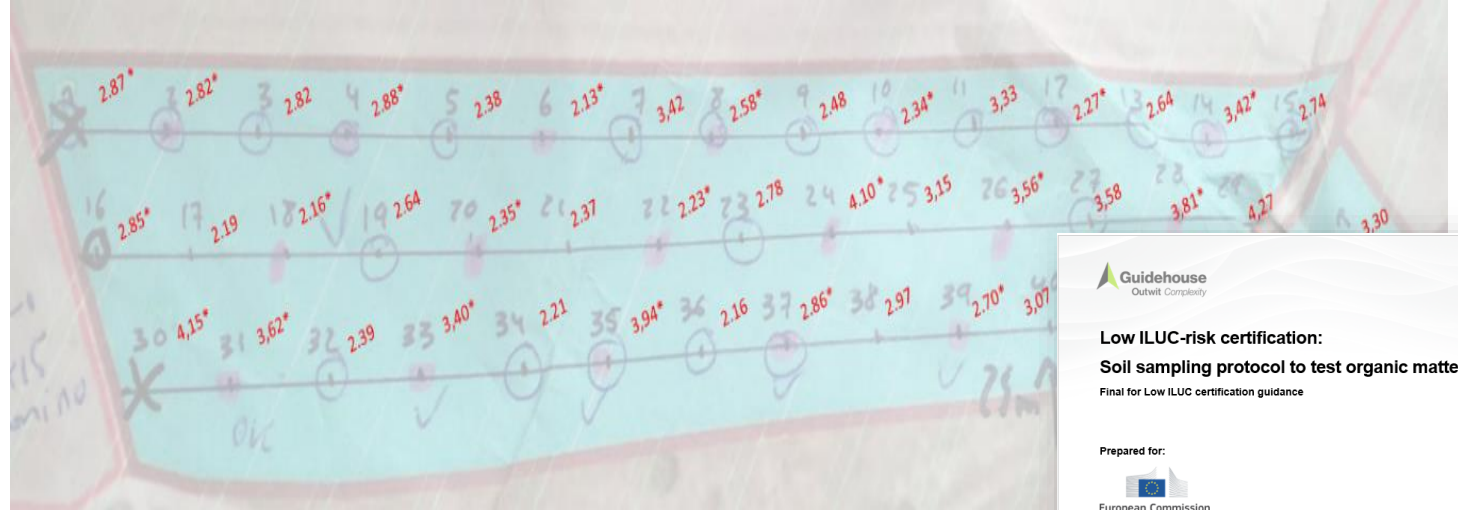 1 2.87* 2 2.82* 3 2.82 4 2.88* 5 2.38 6 2.13* 7 3,42 8 2.58* 9 2.48 10 2.34* 11 3,33 12 2.27* 13 2.64 14 3,42* 15 2.74
16 2.85* 17 2.19 18 2.16* 19 2.64 20 2.35* 21 2.37 22 2.23* 23 2.78 24 4.10* 25 3,15 26 3,56* 27 3,58 28 3,81* 29 4,27 3,30
30 4,15* 31 3,62* 32 2.39 33 3,40* 34 2.21 35 3,94* 36 2.16 37 2.86* 38 2.97 39 2.70* 40 3,07
25m
Guidehouse
Outwit Complexity
Low ILUC-risk certification:
Soil sampling protocol to test organic matte
Final for Low ILUC certification guidance
Prepared for:
European Commission